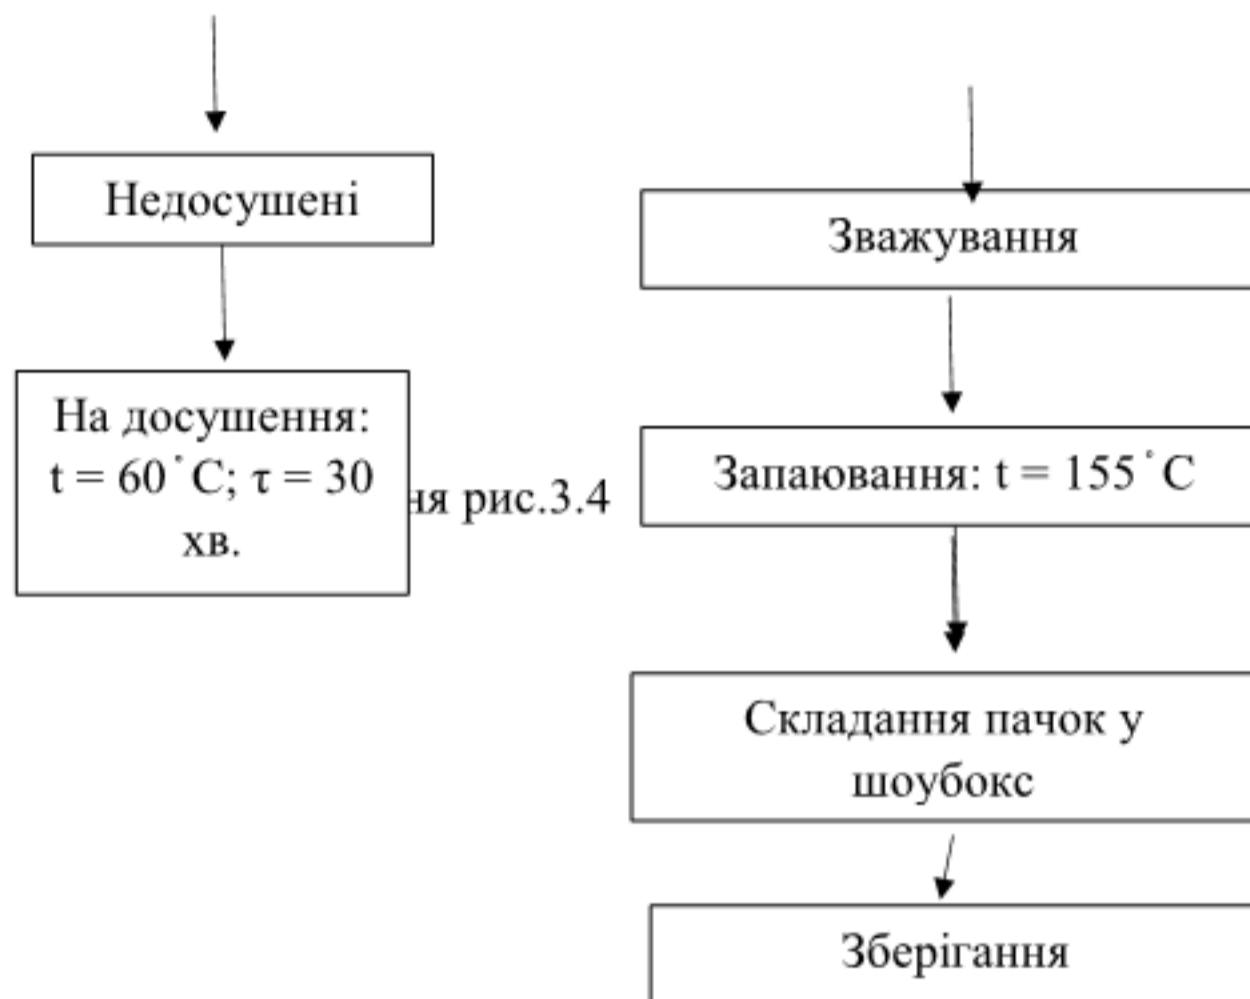 Недосушені
На досушення:
t = 60˚C; τ = 30
хв.
ня рис.3.4
Зважування
Запаювання: t = 155˚C
Складання пачок у
шоубокс
Зберігання